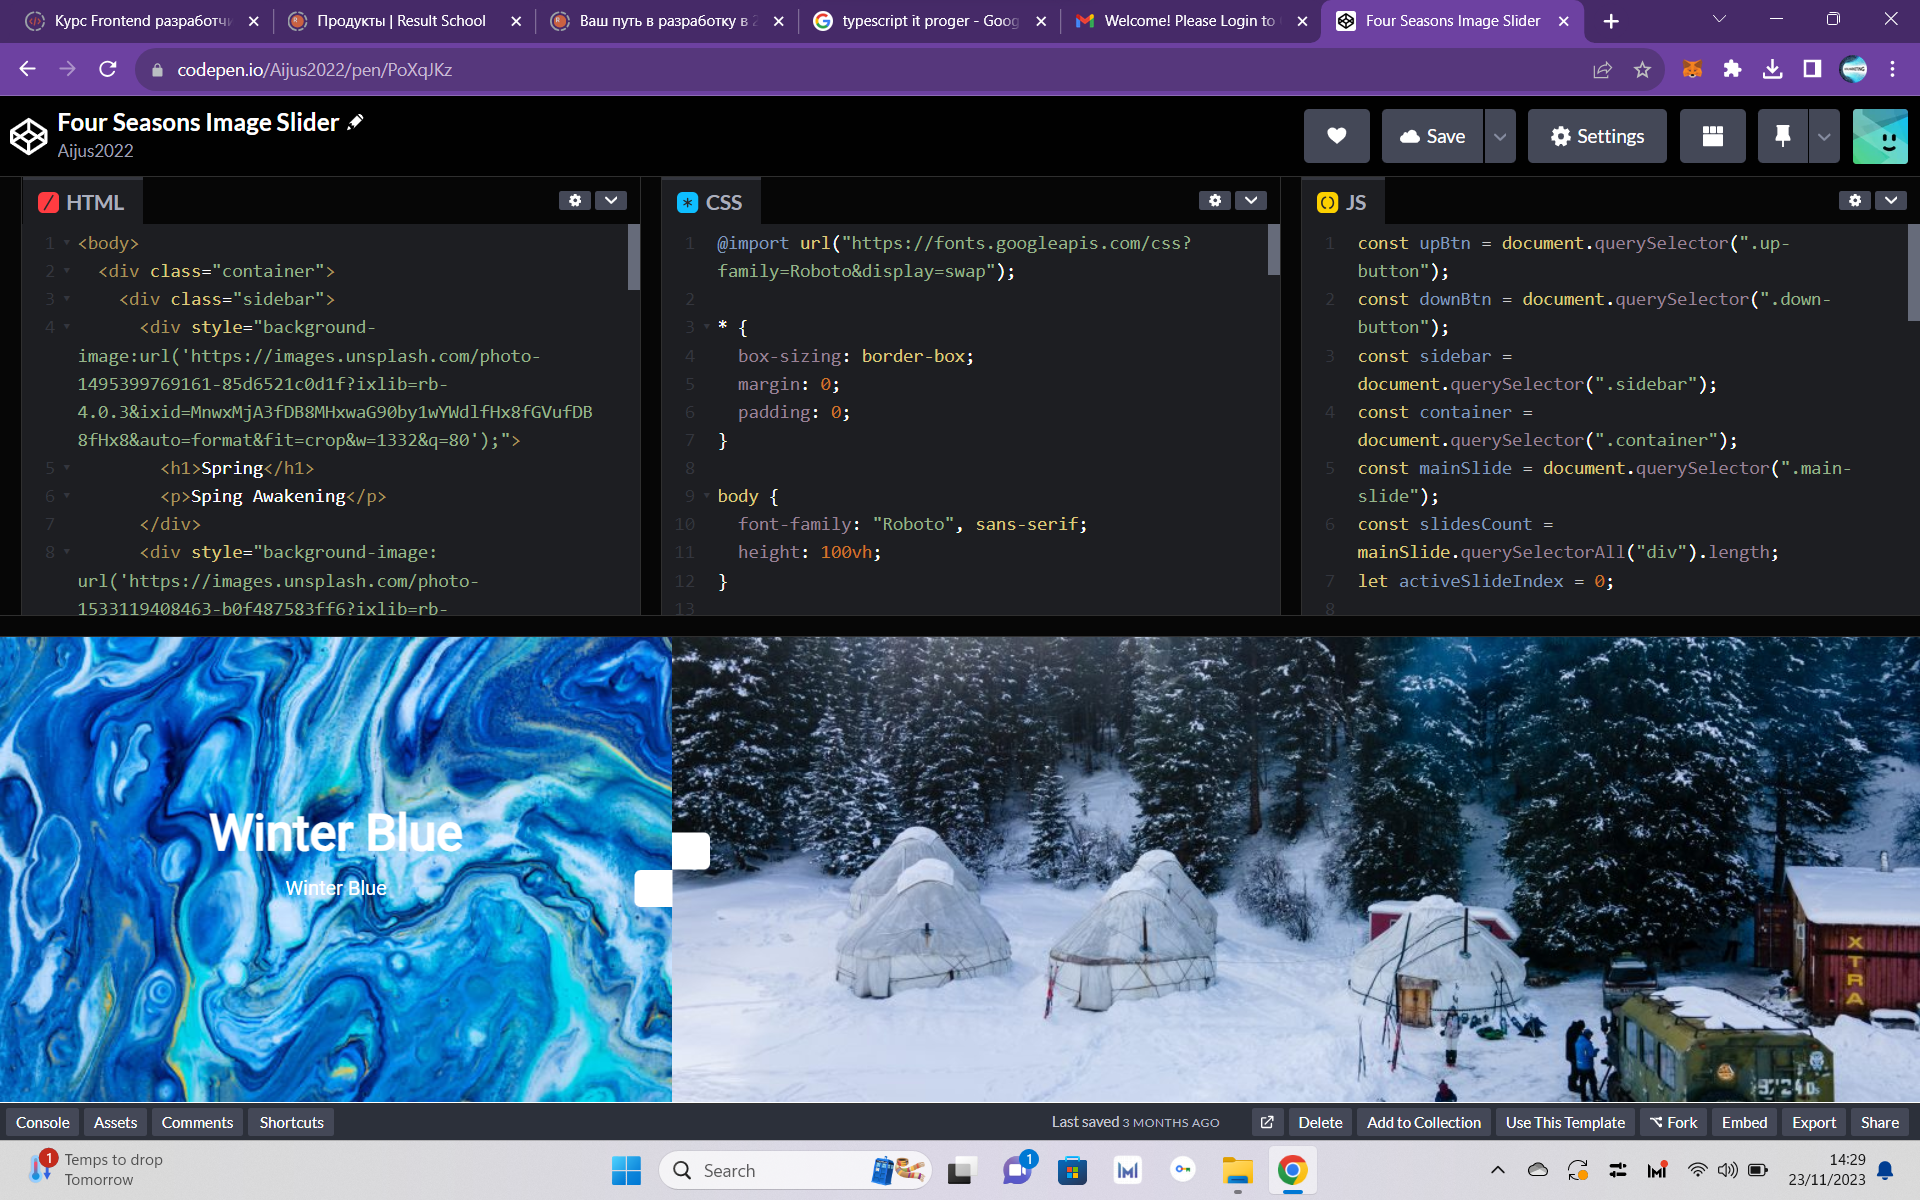 Курс Frontend разработч
Продукты | Result School
Ваш путь в разработку в 2
typescript it proger - Goog
Welcome! Please Login to
Four Seasons Image Slider
codepen.io/Aijus2022/pen/PoXqJKz
Four Seasons Image Slider
Aijus2022
Save
Settings
HTML
1 <body>
2 <div class="container">
3 <div class="sidebar">
4 <div style="background-
image:url('https://images.unsplash.com/photo-
1495399769161-85d6521c0d1f?ixlib=rb-
4.0.3&ixid=MnwxMjA3fDB8MHxwaG90by1wYWdlfHx8fGVufDB
8fHx8&auto=format&fit=crop&w=1332&q=80');">
5 <h1>Spring</h1>
6 <p>Sping Awakening</p>
7 </div>
8 <div style="background-image:
url('https://images.unsplash.com/photo-
1533119408463-b0f487583ff6?ixlib=rb-
CSS
1 @import url("https://fonts.googleapis.com/css?
family=Roboto&display=swap");
2
3 * {
4 box-sizing: border-box;
5 margin: 0;
6 padding: 0;
7 }
8
9 body {
10 font-family: "Roboto", sans-serif;
11 height: 100vh;
12 }
13
JS
1 const upBtn = document.querySelector(".up-
button");
2 const downBtn = document.querySelector(".down-
button");
3 const sidebar =
document.querySelector(".sidebar");
4 const container =
document.querySelector(".container");
5 const mainSlide = document.querySelector(".main-
slide");
6 const slidesCount =
mainSlide.querySelectorAll("div").length;
7 let activeSlideIndex = 0;
8
Winter Blue
Winter Blue
XTRA
Console
Assets
Comments
Shortcuts
Last saved 3 MONTHS AGO
Delete
Add to Collection
Use This Template
Fork
Embed
Export
Share
1
Temps to drop
Tomorrow
Search
1
14:29
23/11/2023